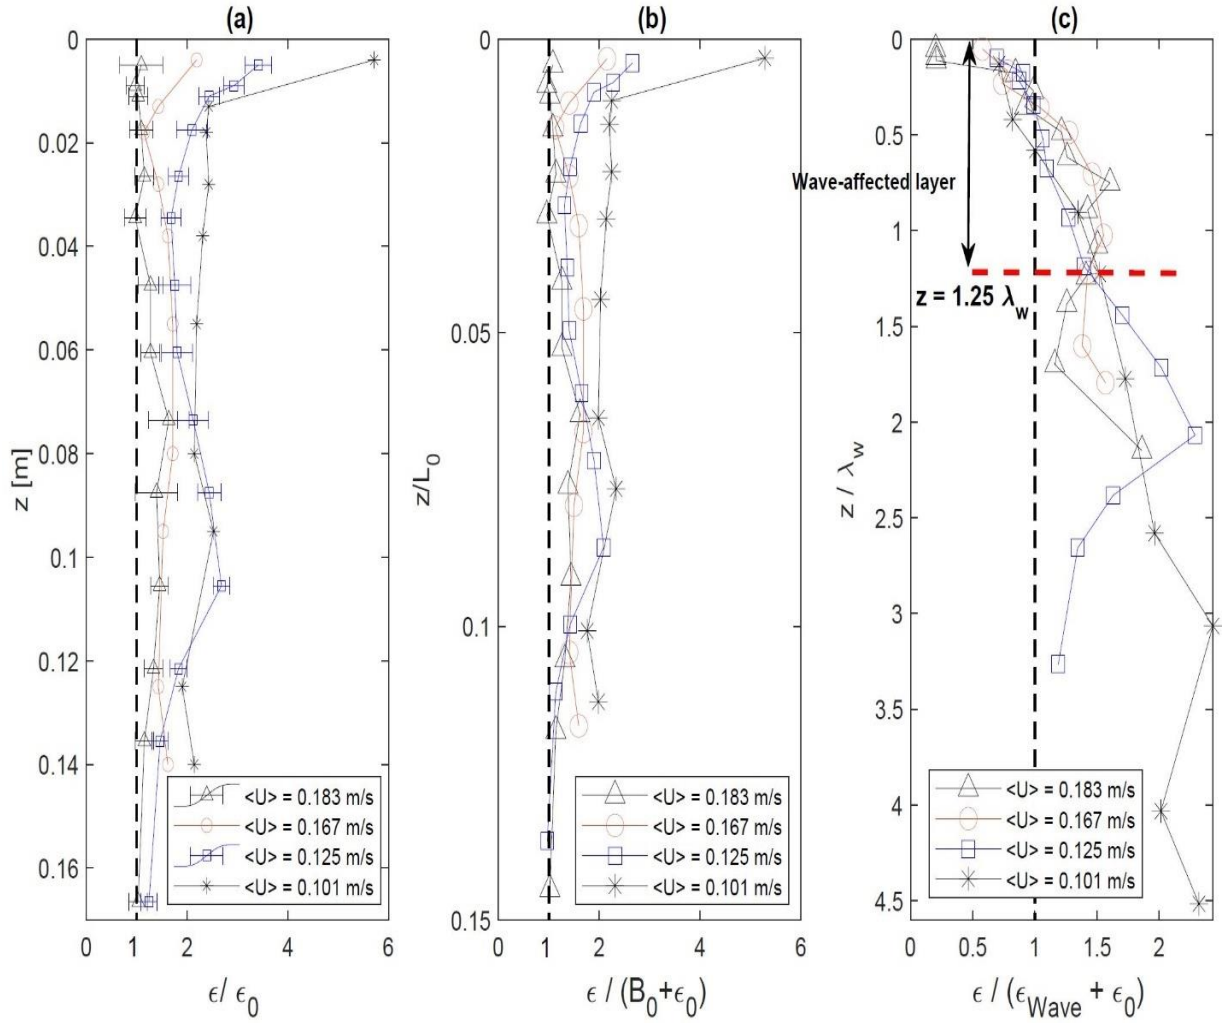 (a)
0
0.02
0.04
0.06
0.08
0.1
0.12
0.14
0.16
z [m]
0 1 2 4 6
ϵ/ ϵ₀
<U> = 0.183 m/s
<U> = 0.167 m/s
<U> = 0.125 m/s
<U> = 0.101 m/s
(b)
0
0.05
0.1
0.15
z/L₀
0 1 2 4 6
ϵ / (B₀+ϵ₀)
<U> = 0.183 m/s
<U> = 0.167 m/s
<U> = 0.125 m/s
<U> = 0.101 m/s
(c)
0
0.5
1
1.5
2
2.5
3
3.5
4
4.5
z / λ_w
Wave-affected layer
z = 1.25 λ_w
0 0.5 1 1.5 2
ϵ / (ϵ_Wave + ϵ₀)
<U> = 0.183 m/s
<U> = 0.167 m/s
<U> = 0.125 m/s
<U> = 0.101 m/s